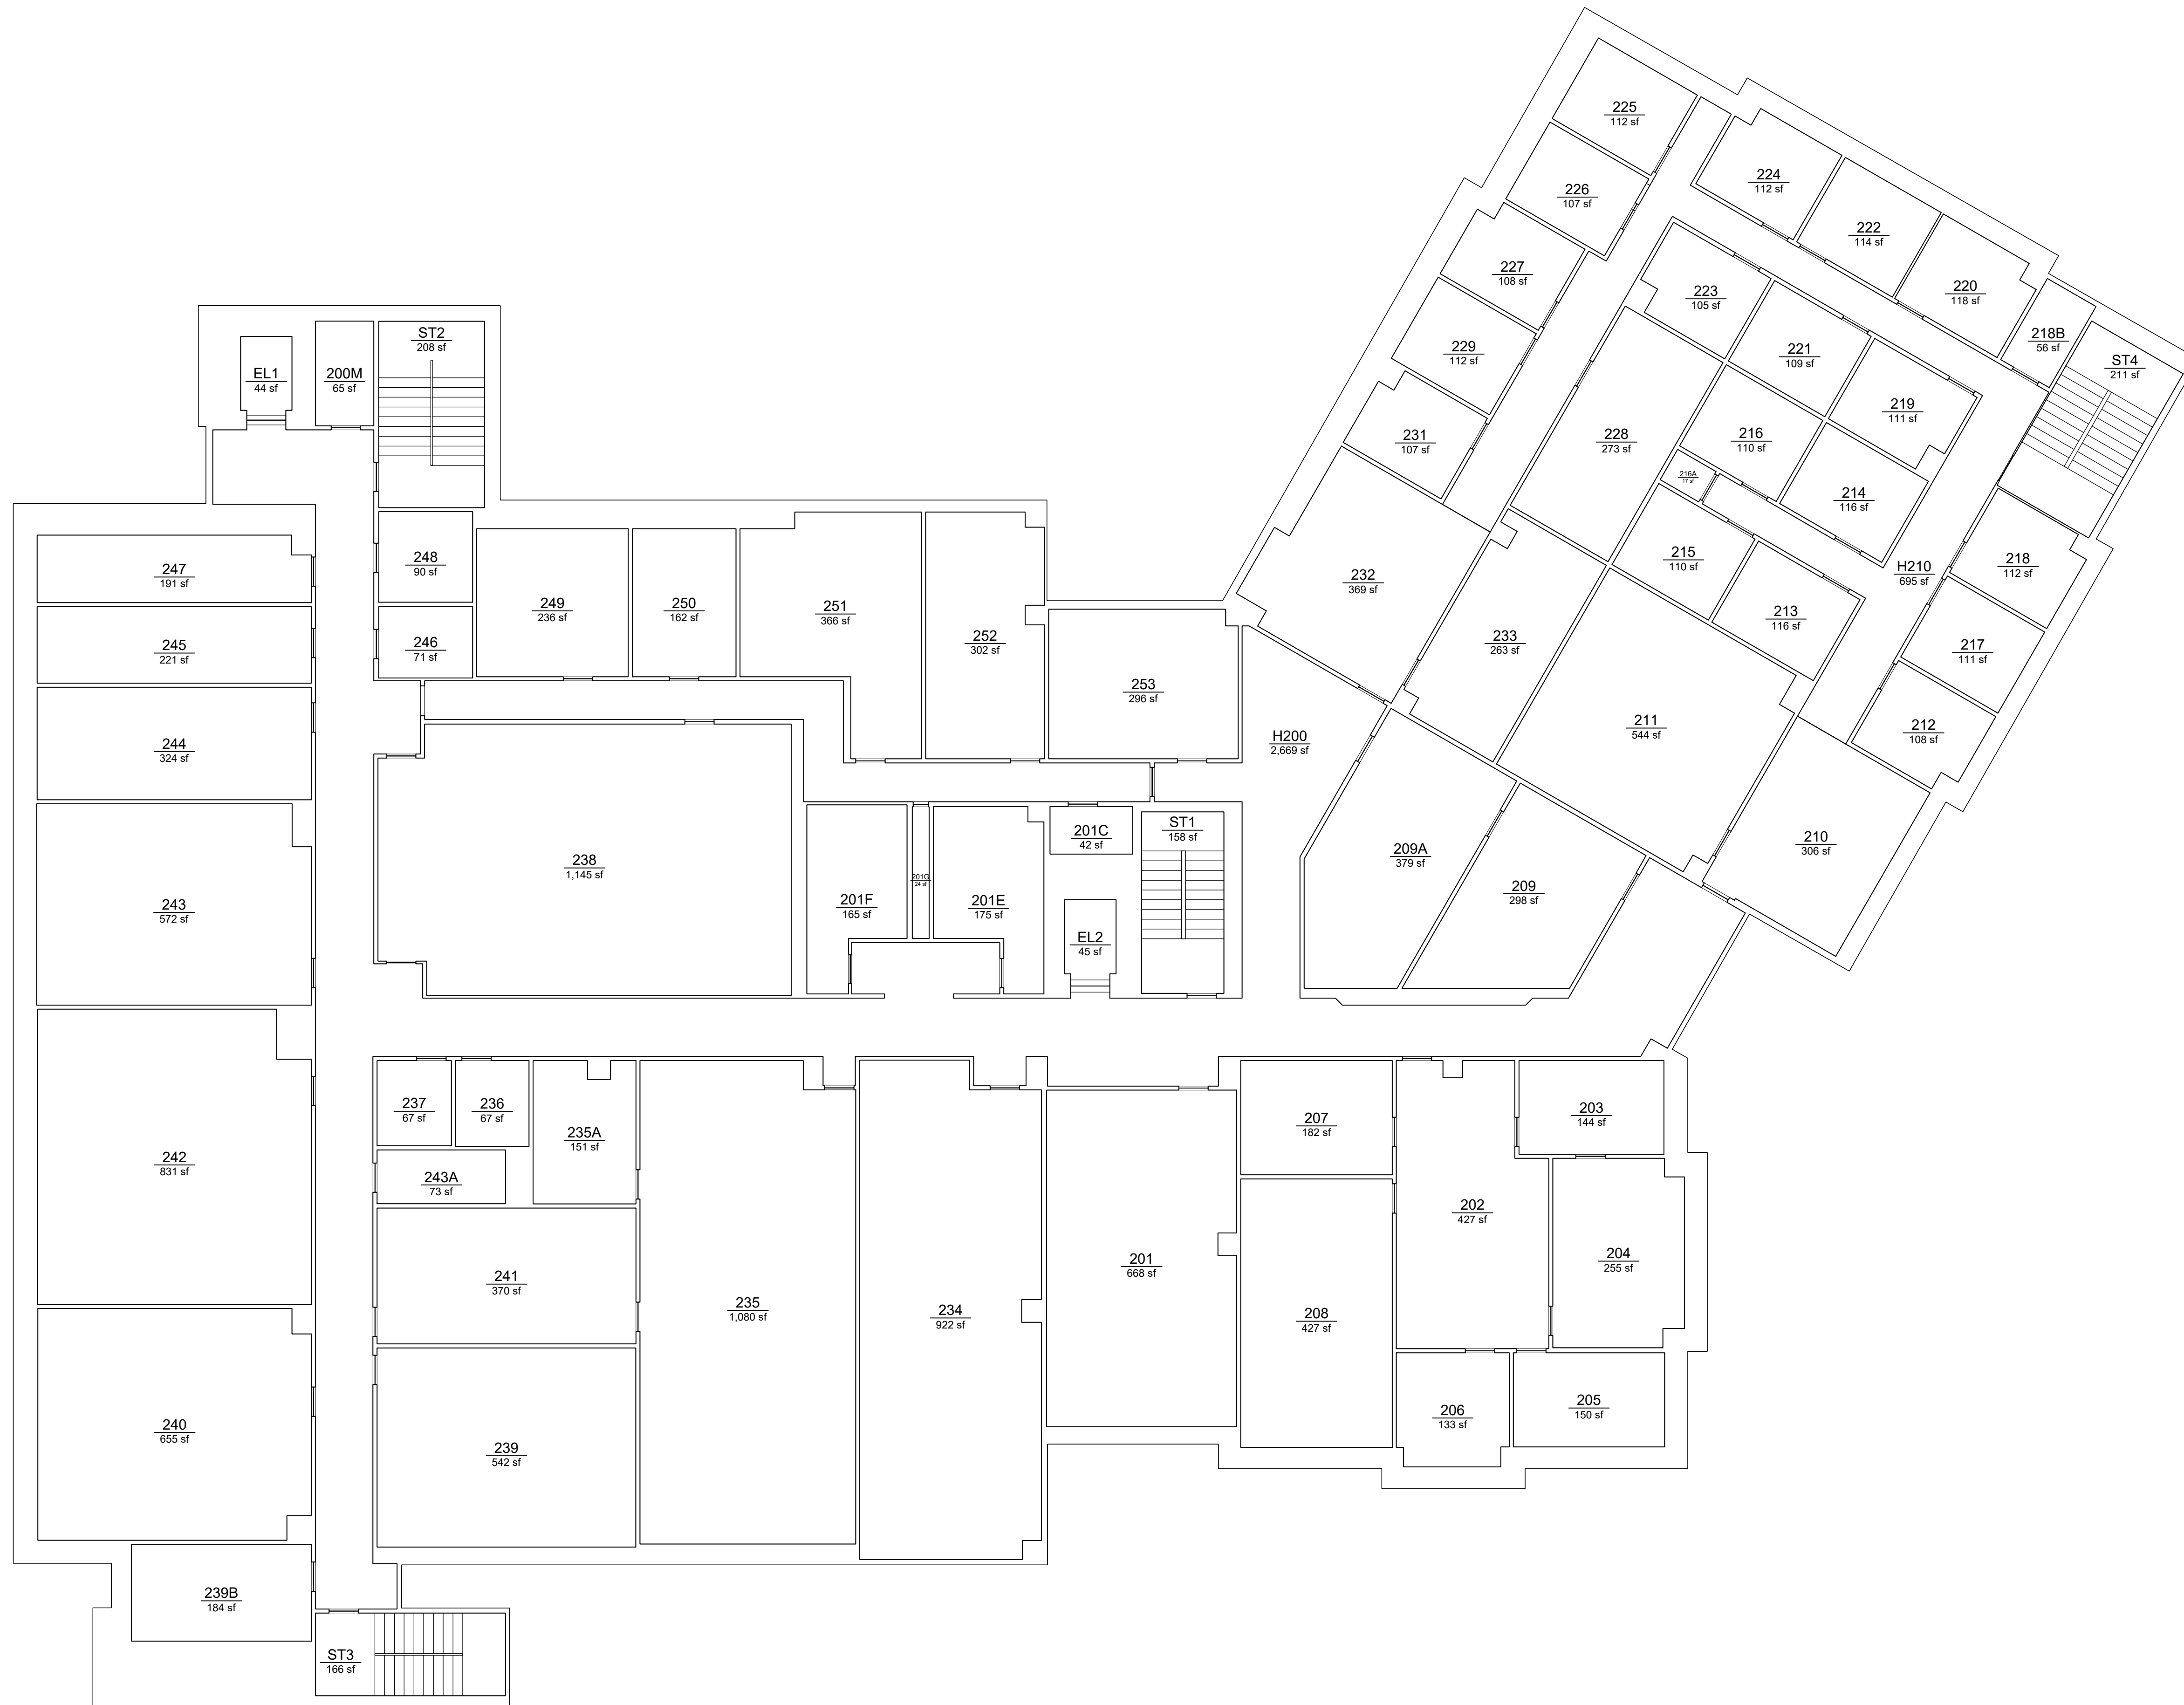 225
112 sf
226
107 sf
224
112 sf
222
114 sf
227
108 sf
220
118 sf
223
105 sf
218B
56 sf
229
112 sf
221
109 sf
ST4
211 sf
219
111 sf
231
107 sf
228
273 sf
216
110 sf
216A
17 sf
214
116 sf
ST2
208 sf
EL1
44 sf
200M
65 sf
247
191 sf
248
90 sf
249
236 sf
250
162 sf
251
366 sf
252
302 sf
232
369 sf
215
110 sf
H210
695 sf
218
112 sf
213
116 sf
233
263 sf
217
111 sf
245
221 sf
246
71 sf
253
296 sf
244
324 sf
H200
2,669 sf
211
544 sf
212
108 sf
243
572 sf
238
1,145 sf
201C
42 sf
ST1
158 sf
209A
379 sf
210
306 sf
201F
165 sf
201G
24 sf
201E
175 sf
209
298 sf
EL2
45 sf
237
67 sf
236
67 sf
235A
151 sf
207
182 sf
203
144 sf
242
831 sf
243A
73 sf
202
427 sf
241
370 sf
201
668 sf
204
255 sf
235
1,080 sf
234
922 sf
208
427 sf
240
655 sf
239
542 sf
206
133 sf
205
150 sf
239B
184 sf
ST3
166 sf